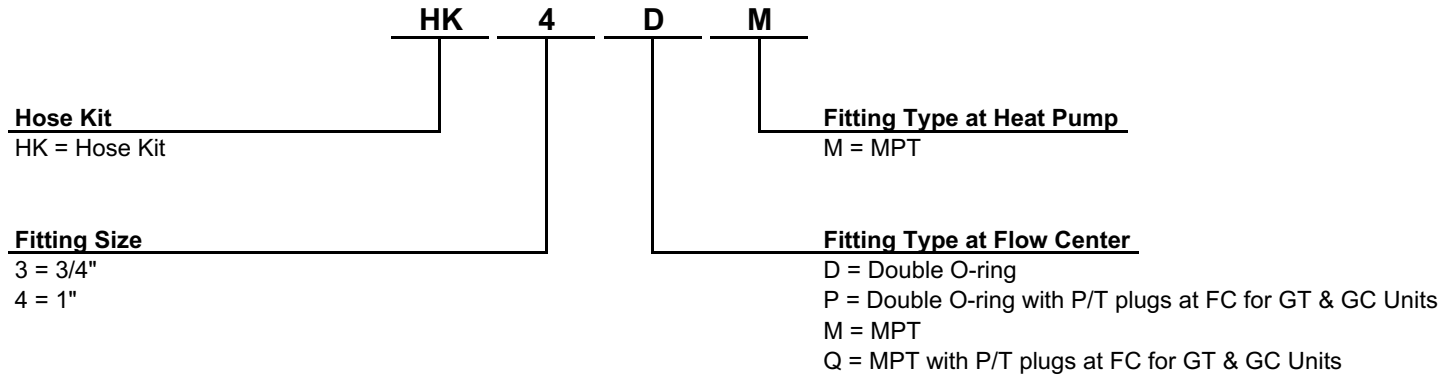 HK 4 D M
Hose Kit
HK = Hose Kit
Fitting Type at Heat Pump
M = MPT
Fitting Size
3 = 3/4"
4 = 1"
Fitting Type at Flow Center
D = Double O-ring
P = Double O-ring with P/T plugs at FC for GT & GC Units
M = MPT
Q = MPT with P/T plugs at FC for GT & GC Units